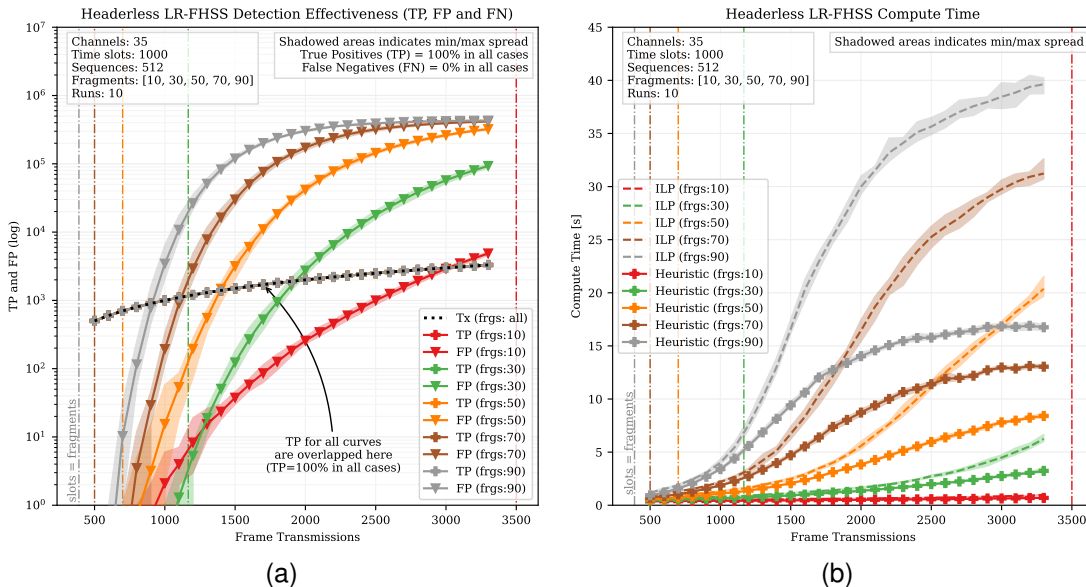 Headerless LR-FHSS Detection Effectiveness (TP, FP and FN)
Channels: 35
Time slots: 1000
Sequences: 512
Fragments: [10, 30, 50, 70, 90]
Runs: 10
Shadowed areas indicates min/max spread
True Positives (TP) = 100% in all cases
False Negatives (FN) = 0% in all cases
TP and FP (log)
10^7
10^6
10^5
10^4
10^3
10^2
10^1
10^0
slots = fragments
TP for all curves
are overlapped here
(TP=100% in all cases)
Tx (frgs: all)
TP (frgs:10)
FP (frgs:10)
TP (frgs:30)
FP (frgs:30)
TP (frgs:50)
FP (frgs:50)
TP (frgs:70)
FP (frgs:70)
TP (frgs:90)
FP (frgs:90)
500 1000 1500 2000 2500 3000 3500
Frame Transmissions
(a)
Headerless LR-FHSS Compute Time
Channels: 35
Time slots: 1000
Sequences: 512
Fragments: [10, 30, 50, 70, 90]
Runs: 10
Shadowed areas indicates min/max spread
Compute Time [s]
45
40
35
30
25
20
15
10
5
0
ILP (frgs:10)
ILP (frgs:30)
ILP (frgs:50)
ILP (frgs:70)
ILP (frgs:90)
Heuristic (frgs:10)
Heuristic (frgs:30)
Heuristic (frgs:50)
Heuristic (frgs:70)
Heuristic (frgs:90)
slots = fragments
500 1000 1500 2000 2500 3000 3500
Frame Transmissions
(b)